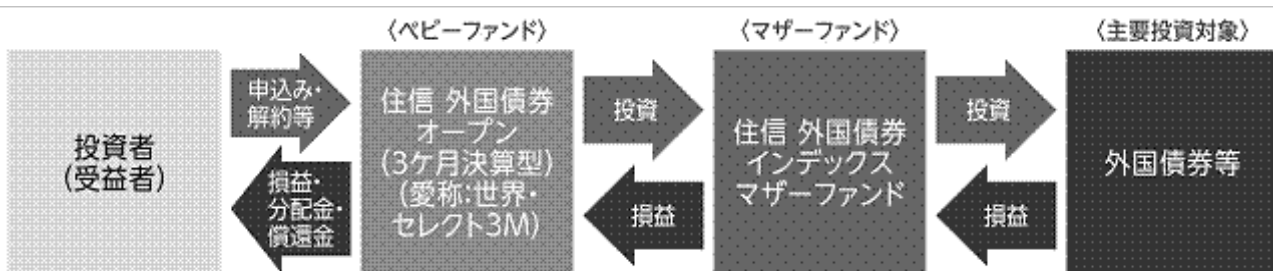 〈ベビーファンド〉
〈マザーファンド〉
〈主要投資対象〉
投資者
(受益者)
申込み・
解約等
損益・
分配金・
償還金
住信 外国債券
オープン
(3ケ月決算型)
(愛称:世界・
セレクト3M)
投資
損益
住信 外国債券
インデックス
マザーファンド
投資
損益
外国債券等